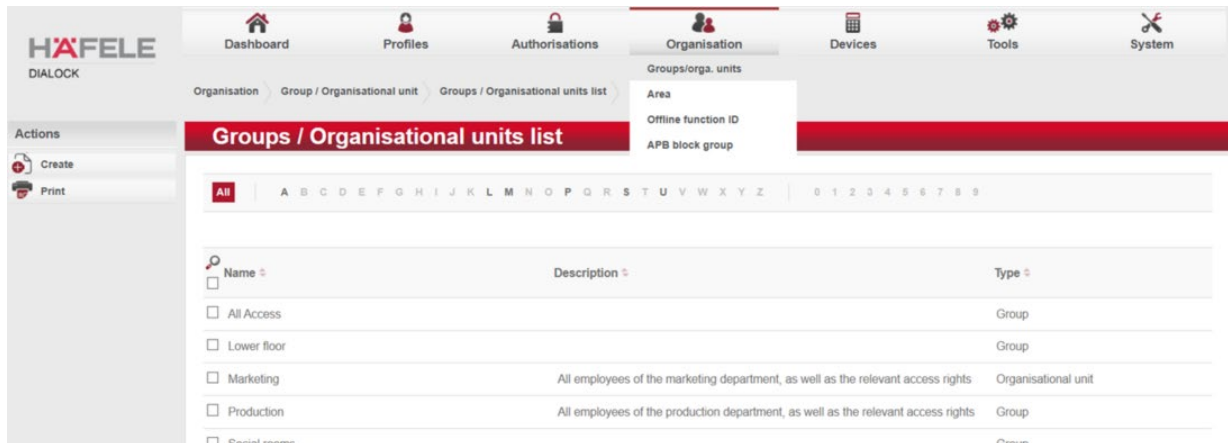 HÄFELE
DIALOCK
Dashboard
Profiles
Authorisations
Organisation
Devices
Tools
System
Groups/orga. units
Area
Offline function ID
APB block group
Organisation
Group / Organisational unit
Groups / Organisational units list
Actions
Create
Print
Groups / Organisational units list
All A B C D E F G H I J K L M N O P Q R S T U V W X Y Z 0 1 2 3 4 5 6 7 8 9
Name Description Type
All Access Group
Lower floor Group
Marketing All employees of the marketing department, as well as the relevant access rights Organisational unit
Production All employees of the production department, as well as the relevant access rights Group
Social rooms Group